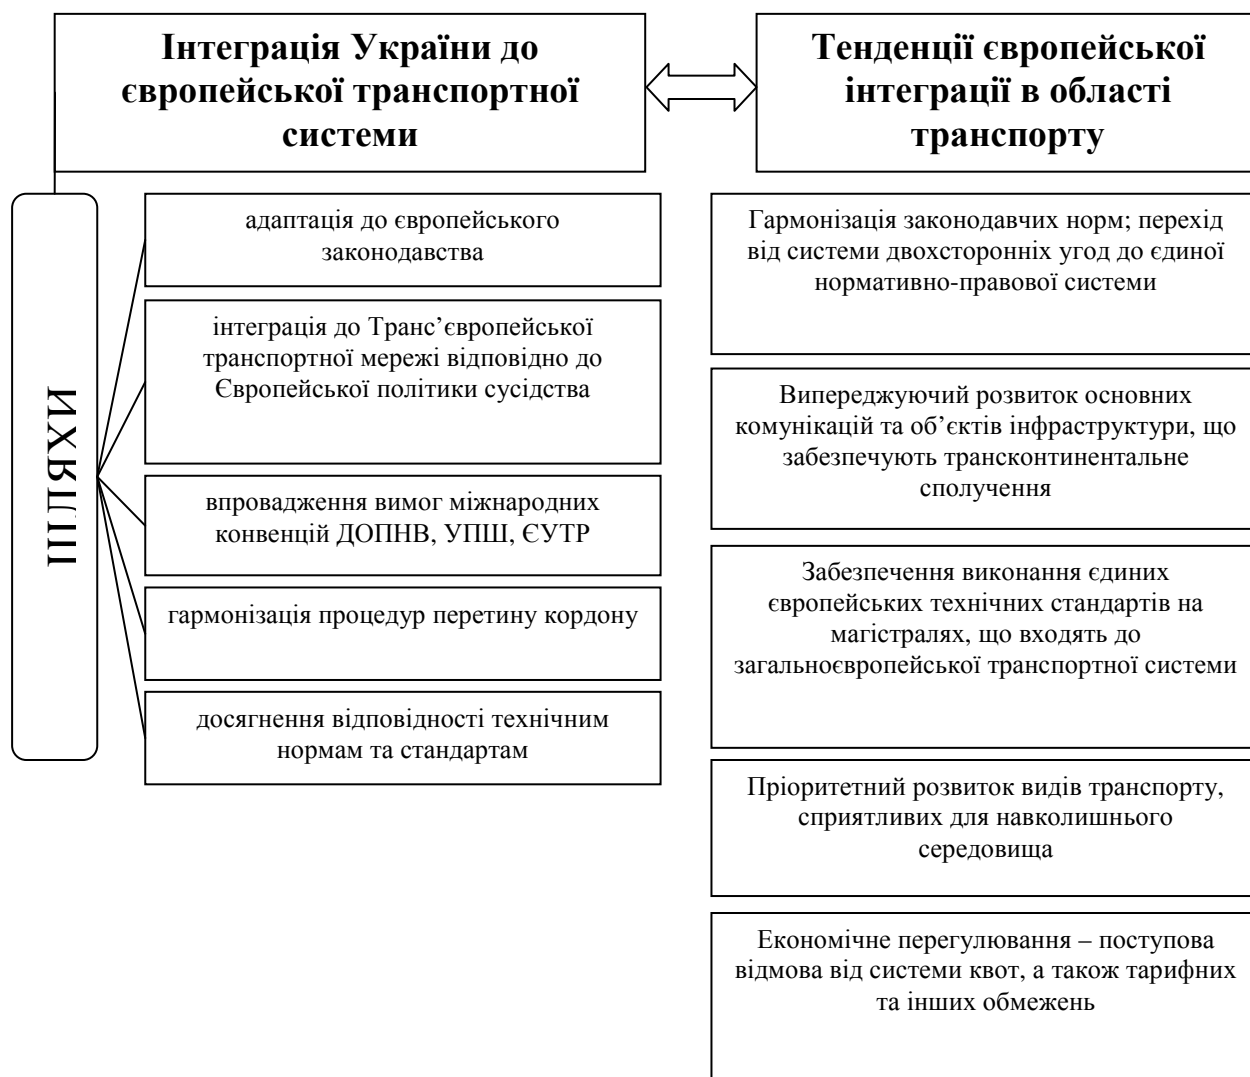 Інтеграція України до
європейської транспортної
системи
Тенденції європейської
інтеграції в області
транспорту
ШЛЯХИ
адаптація до європейського
законодавства
інтеграція до Транс’європейської
транспортної мережі відповідно до
Європейської політики сусідства
впровадження вимог міжнародних
конвенцій ДОПНВ, УПШ, ЄУТР
гармонізація процедур перетину кордону
досягнення відповідності технічним
нормам та стандартам
Гармонізація законодавчих норм; перехід
від системи двохсторонніх угод до єдиної
нормативно-правової системи
Випереджуючий розвиток основних
комунікацій та об’єктів інфраструктури, що
забезпечують трансконтинентальне
сполучення
Забезпечення виконання єдиних
європейських технічних стандартів на
магістралях, що входять до
загальноєвропейської транспортної системи
Пріоритетний розвиток видів транспорту,
сприятливих для навколишнього
середовища
Економічне перегулювання – поступова
відмова від системи квот, а також тарифних
та інших обмежень